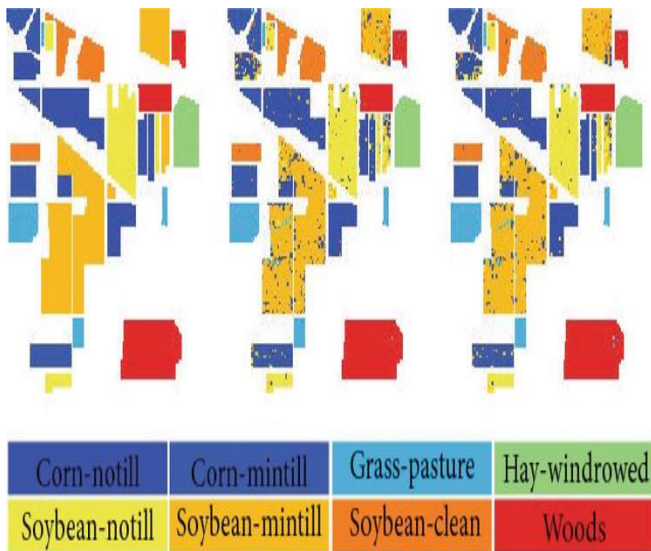 Corn-notill Corn-mintill Grass-pasture Hay-windrowed
Soybean-notill Soybean-mintill Soybean-clean Woods